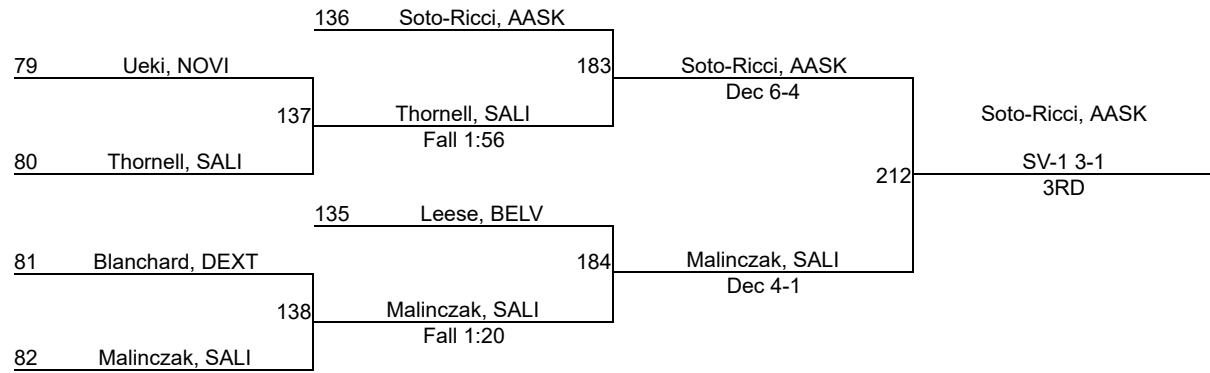 136 Soto-Ricci, AASK
79 Ueki, NOVI
183 Soto-Ricci, AASK
Dec 6-4
137 Thornell, SALI
Fall 1:56
Soto-Ricci, AASK
80 Thornell, SALI
212 SV-1 3-1
3RD
135 Leese, BELV
81 Blanchard, DEXT
184 Malinczak, SALI
Dec 4-1
138 Malinczak, SALI
Fall 1:20
82 Malinczak, SALI